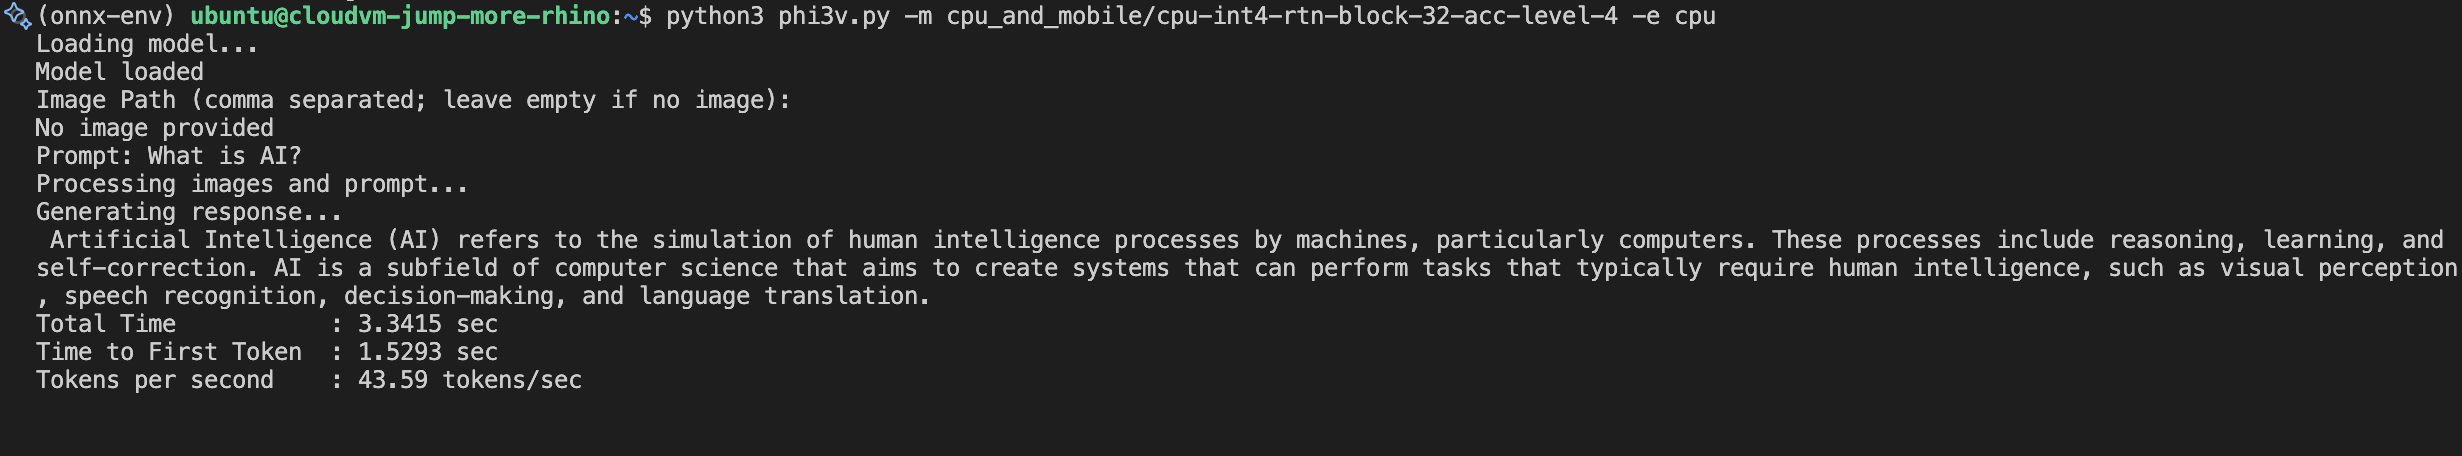 (onnx-env) ubuntu@cloudvm-jump-more-rhino:~$ python3 phi3v.py -m cpu_and_mobile/cpu-int4-rtn-block-32-acc-level-4 -e cpu
Loading model...
Model loaded
Image Path (comma separated; leave empty if no image):
No image provided
Prompt: What is AI?
Processing images and prompt...
Generating response...
 Artificial Intelligence (AI) refers to the simulation of human intelligence processes by machines, particularly computers. These processes include reasoning, learning, and
self-correction. AI is a subfield of computer science that aims to create systems that can perform tasks that typically require human intelligence, such as visual perception
, speech recognition, decision-making, and language translation.
Total Time           : 3.3415 sec
Time to First Token  : 1.5293 sec
Tokens per second    : 43.59 tokens/sec